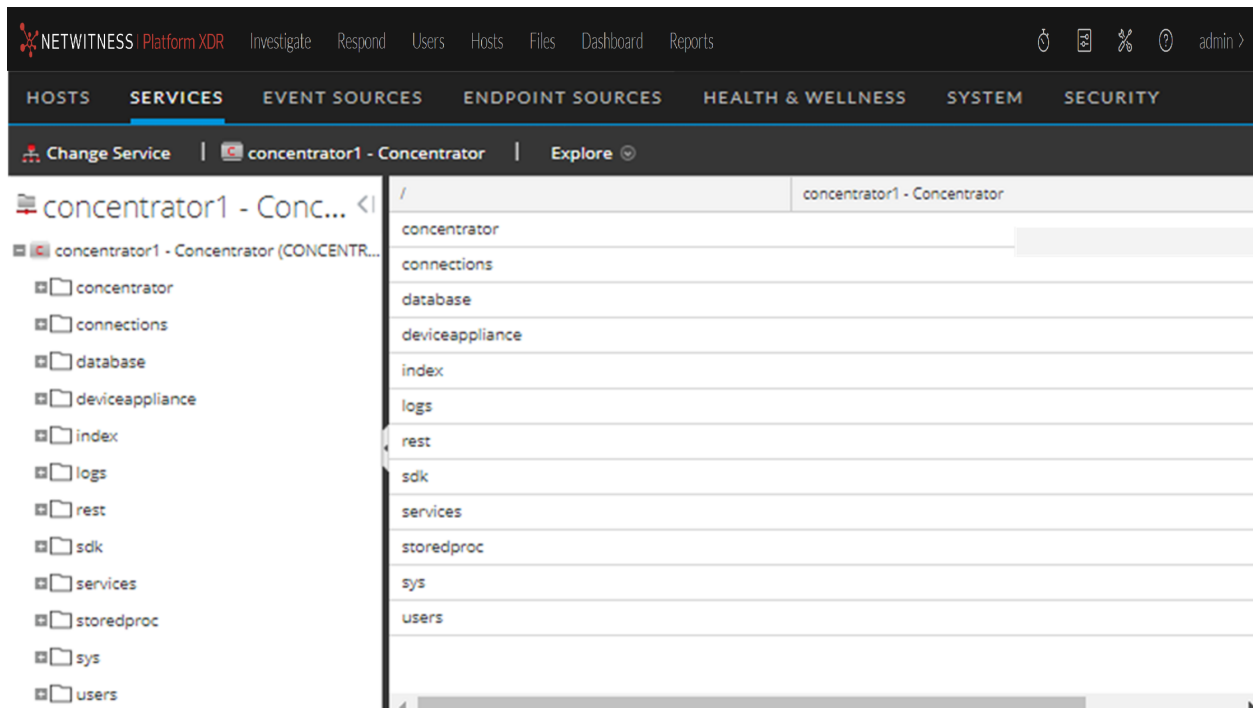 NETWITNESS Platform XDR Investigate Respond Users Hosts Files Dashboard Reports admin >
HOSTS SERVICES EVENT SOURCES ENDPOINT SOURCES HEALTH & WELLNESS SYSTEM SECURITY
Change Service | concentrator1 - Concentrator | Explore
concentrator1 - Conc...
concentrator1 - Concentrator (CONCENTR...
concentrator
connections
database
deviceappliance
index
logs
rest
sdk
services
storedproc
sys
users
/ concentrator1 - Concentrator
concentrator
connections
database
deviceappliance
index
logs
rest
sdk
services
storedproc
sys
users